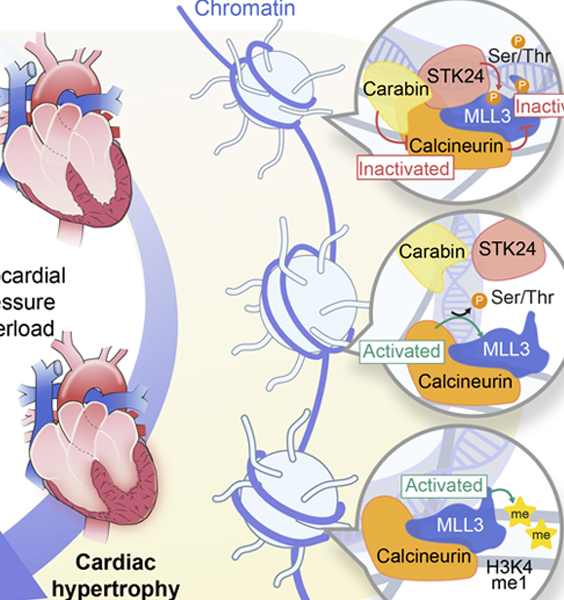 Chromatin
P
Ser/Thr
STK24
Carabin
P
P
MLL3
Inactiv
Calcineurin
Inactivated
Carabin
STK24
P
Ser/Thr
Activated
MLL3
Calcineurin
cardial
essure
erload
Activated
me
MLL3
me
Calcineurin
H3K4
me1
Cardiac
hypertrophy